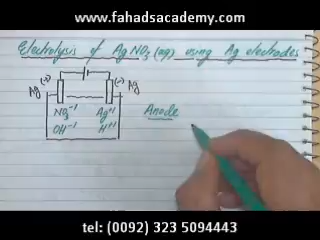 www.fahadsacademy.com
Electrolysis of AgNO3 (aq) using Ag electrodes
(+) (-)
Ag Ag
NO3⁻¹ Ag⁺¹
OH⁻¹ H⁺¹
Anode
tel: (0092) 323 5094443